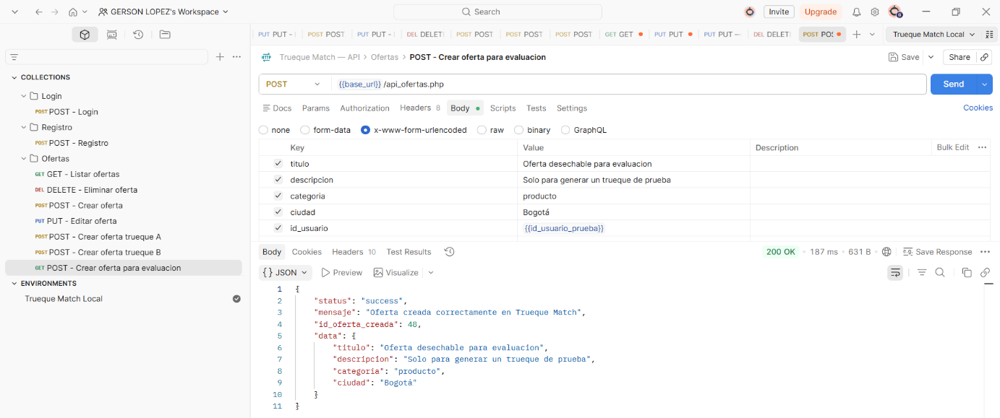 GERSON LOPEZ's Workspace
Search
Invite
Upgrade
PUT PUT -
POST POST
PUT PUT -
DEL DELET
POST POST
POST POST
POST POST
GET GET
PUT PUT
PUT PUT —
DEL DELET
POST POS
Trueque Match Local
HTTP Trueque Match — API > Ofertas > POST - Crear oferta para evaluacion
Save
Share
COLLECTIONS
Login
POST POST - Login
Registro
POST POST - Registro
Ofertas
GET GET - Listar ofertas
DEL DELETE - Eliminar oferta
POST POST - Crear oferta
PUT PUT - Editar oferta
POST POST - Crear oferta trueque A
POST POST - Crear oferta trueque B
GET POST - Crear oferta para evaluacion
ENVIRONMENTS
Trueque Match Local
POST {{base_url}} /api_ofertas.php
Send
Docs Params Authorization Headers 8 Body Scripts Tests Settings
Cookies
none form-data x-www-form-urlencoded raw binary GraphQL
Key Value Description Bulk Edit
titulo Oferta desechable para evaluacion
descripcion Solo para generar un trueque de prueba
categoria producto
ciudad Bogotá
id_usuario {{id_usuario_prueba}}
Body Cookies Headers 10 Test Results
200 OK • 187 ms • 631 B
e.g. Save Response
{} JSON Preview Visualize
1 {
2 "status": "success",
3 "mensaje": "Oferta creada correctamente en Trueque Match",
4 "id_oferta_creada": 48,
5 "data": {
6 "titulo": "Oferta desechable para evaluacion",
7 "descripcion": "Solo para generar un trueque de prueba",
8 "categoria": "producto",
9 "ciudad": "Bogotá"
10 }
11 }